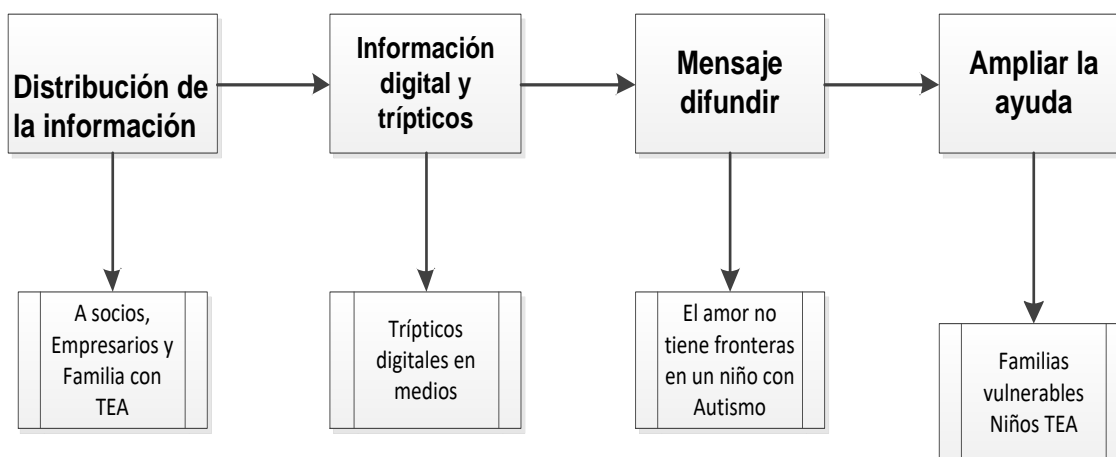 Distribución de
la información
Información
digital y
trípticos
Mensaje
difundir
Ampliar la
ayuda
A socios,
Empresarios y
Familia con
TEA
Trípticos
digitales en
medios
El amor no
tiene fronteras
en un niño con
Autismo
Familias
vulnerables
Niños TEA